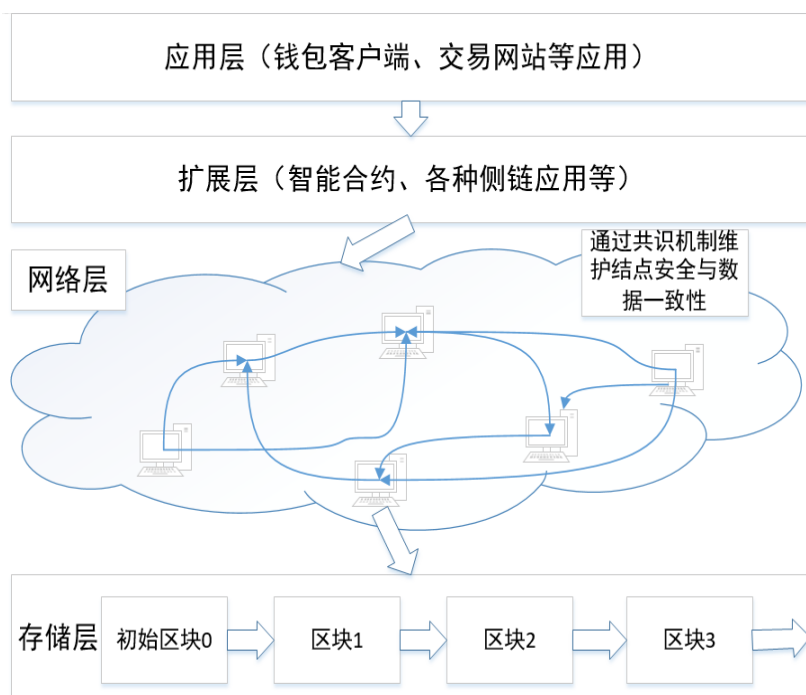 应用层（钱包客户端、交易网站等应用）
扩展层（智能合约、各种侧链应用等）
网络层
通过共识机制维
护结点安全与数
据一致性
存储层
初始区块0
区块1
区块2
区块3